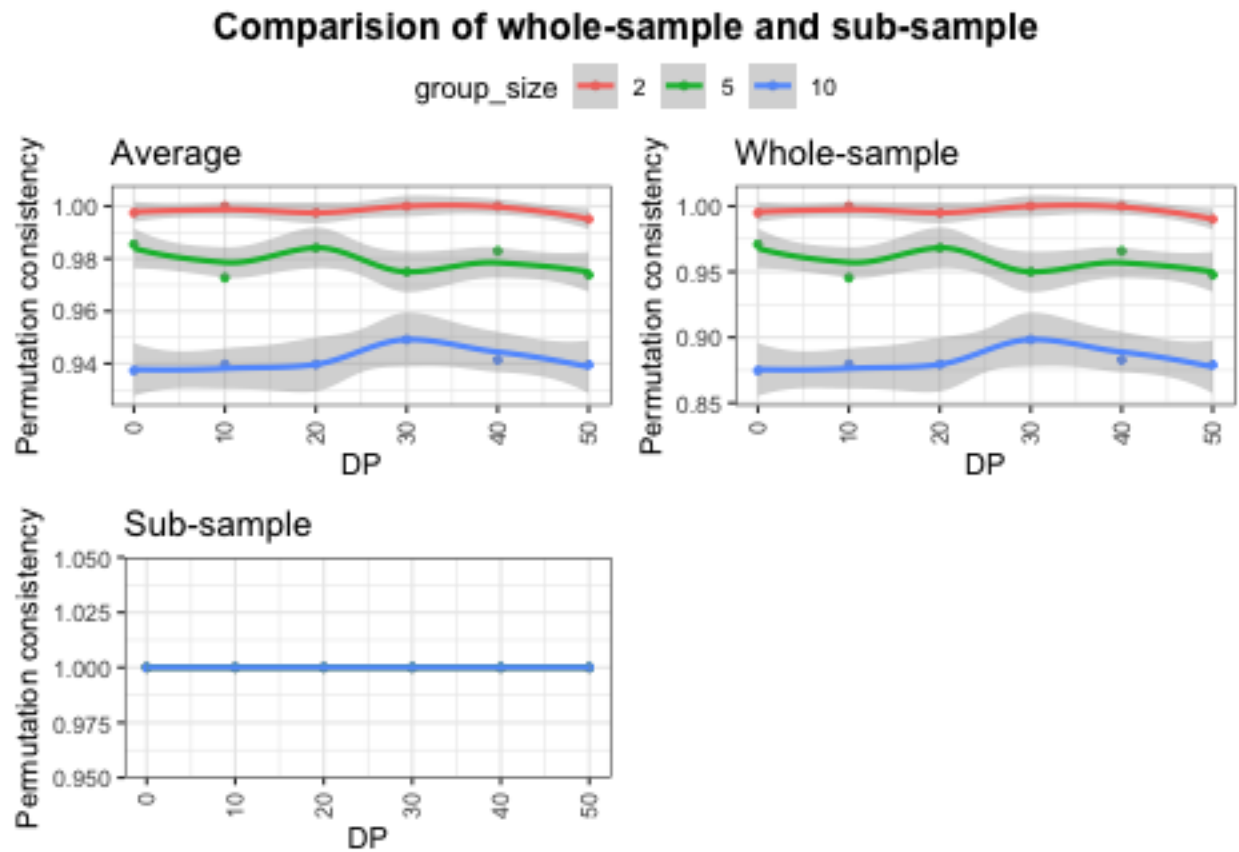 Comparision of whole-sample and sub-sample
group_size 2 5 10
Average
Permutation consistency
1.00
0.98
0.96
0.94
0 10 20 30 40 50
DP
Whole-sample
Permutation consistency
1.00
0.95
0.90
0.85
0 10 20 30 40 50
DP
Sub-sample
Permutation consistency
1.050
1.025
1.000
0.975
0.950
0 10 20 30 40 50
DP